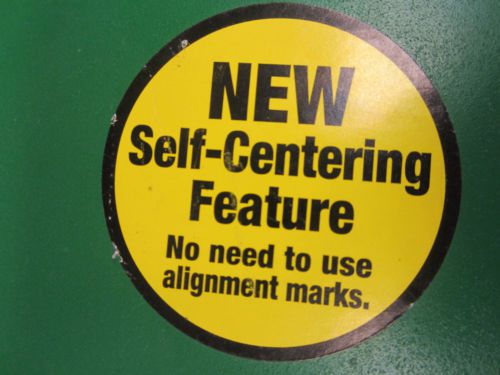 NEW
Self-Centering
Feature
No need to use
alignment marks.